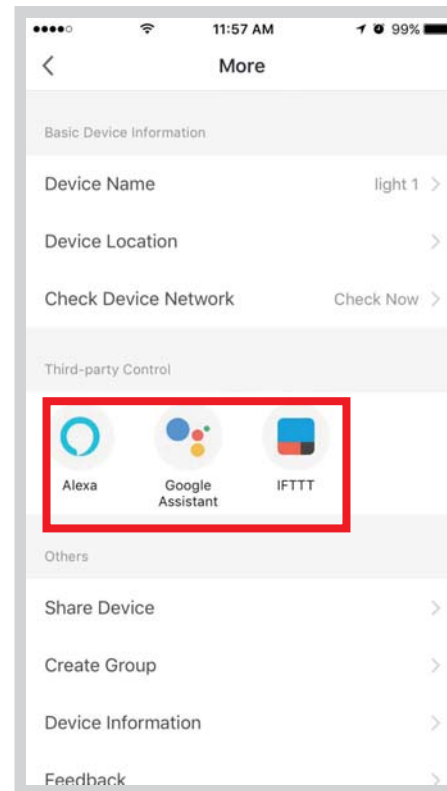 11:57 AM
99%
More
Basic Device Information
Device Name
light 1
Device Location
Check Device Network
Check Now
Third-party Control
Alexa
Google
Assistant
IFTTT
Others
Share Device
Create Group
Device Information
Feedback